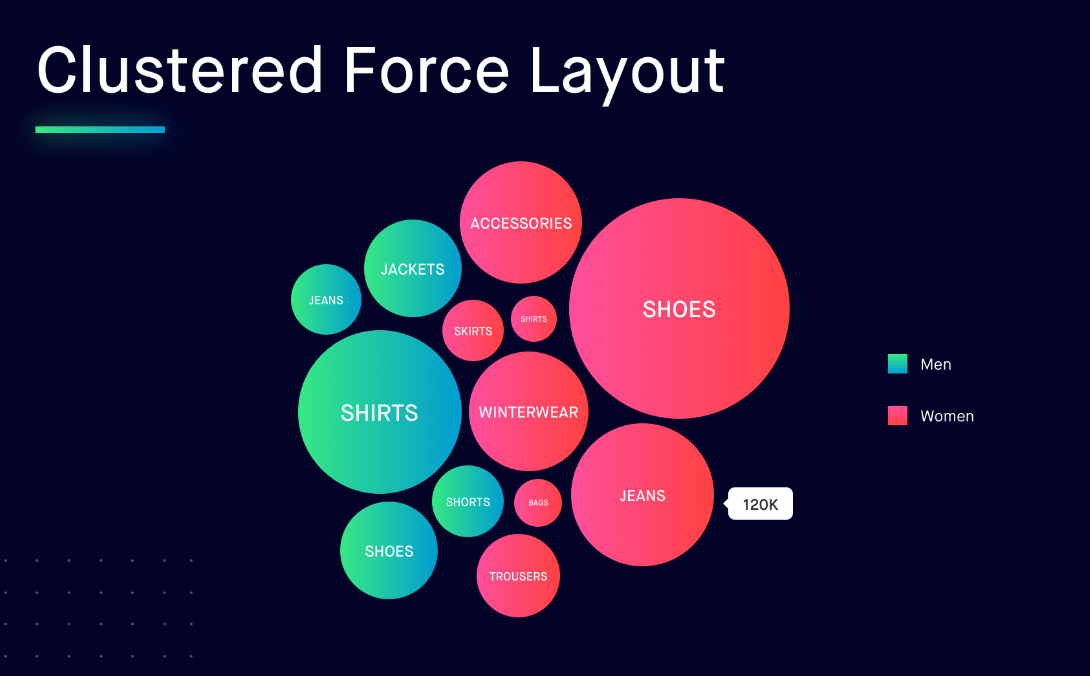 Clustered Force Layout
ACCESSORIES
JACKETS
JEANS
SKIRTS
SHIRTS
SHOES
Men
SHIRTS
WINTERWEAR
Women
JEANS
120K
SHORTS
BAGS
SHOES
TROUSERS